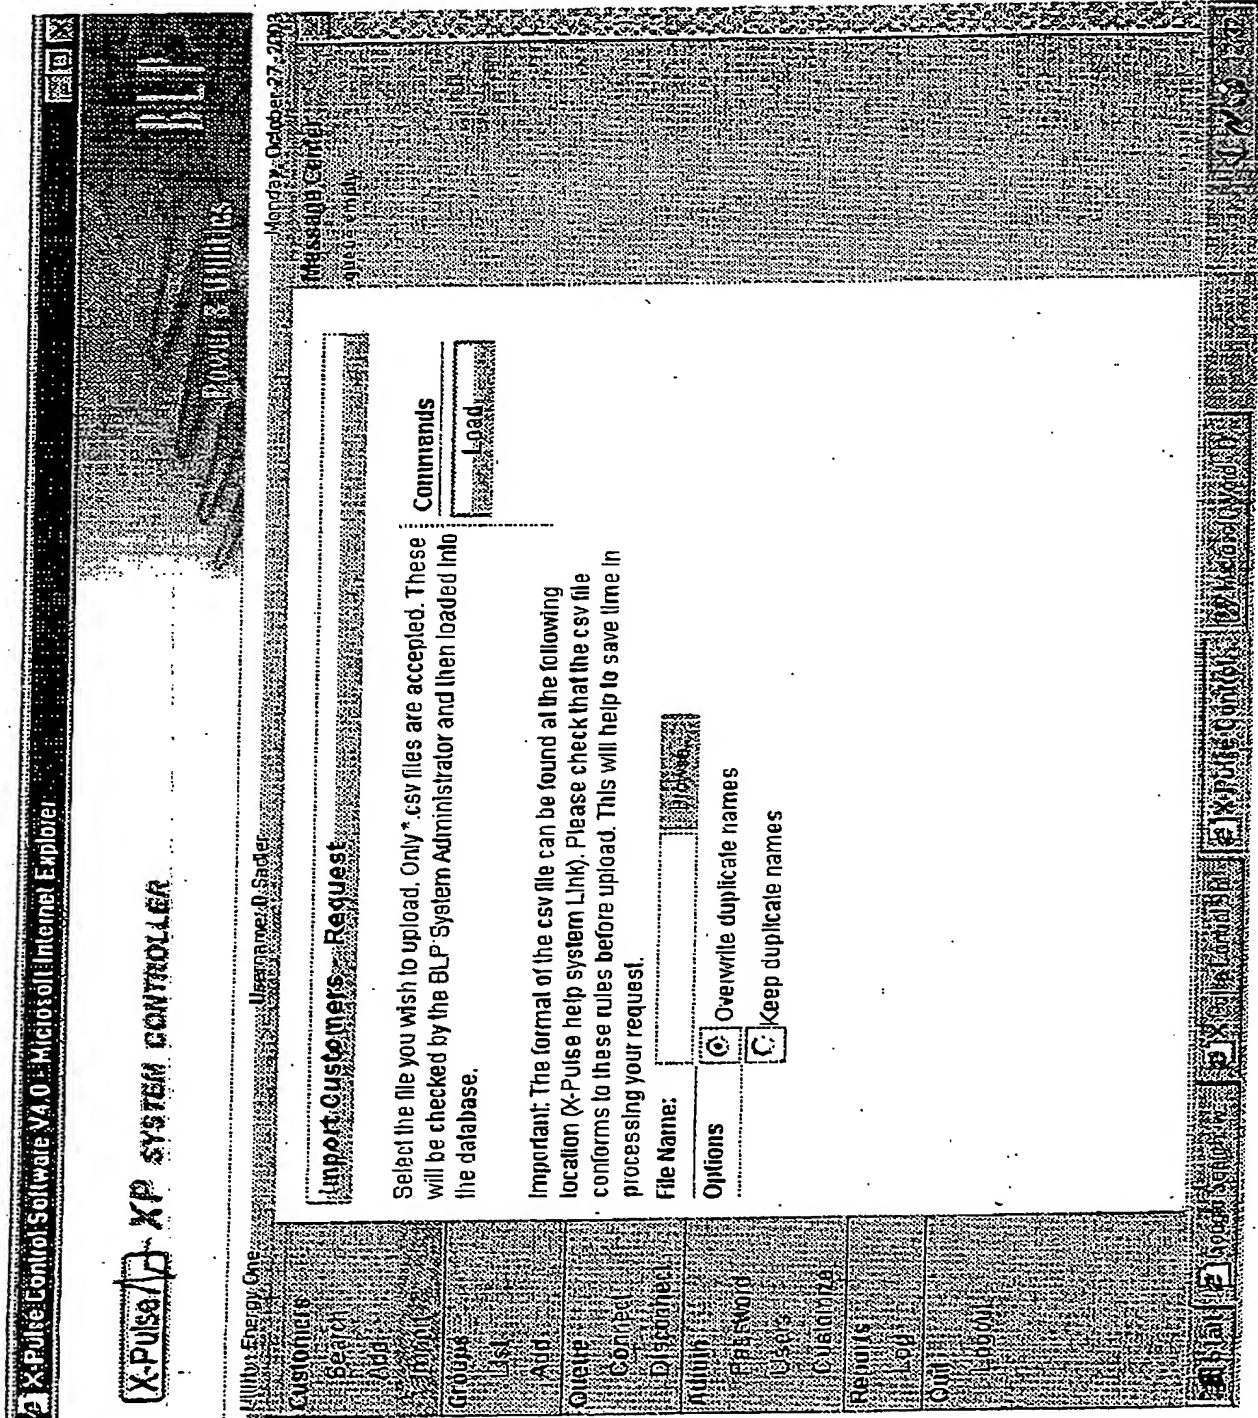 X-Pulse Control Software V4.0 - Microsoft Internet Explorer
X-Pulse XP SYSTEM CONTROLLER
BLP
Power & Utilities
Utility: Energy One
Username: D Sadler
Monday, October 27, 2003
Customers
Search
Add
Import
Groups
List
Add
Queue
Connect
Disconnect
Admin
Password
Users
Customize
Reports
Log
Quit
Logout
Import Customers - Request
Select the file you wish to upload. Only *.csv files are accepted. These
will be checked by the BLP System Administrator and then loaded into
the database.
Important: The format of the csv file can be found at the following
location (X-Pulse help system Link). Please check that the csv file
conforms to these rules before upload. This will help to save time in
processing your request.
File Name:
Browse...
Options
Overwrite duplicate names
Keep duplicate names
Commands
Load
Message Center
queue empty
Start
X-Pulse Control